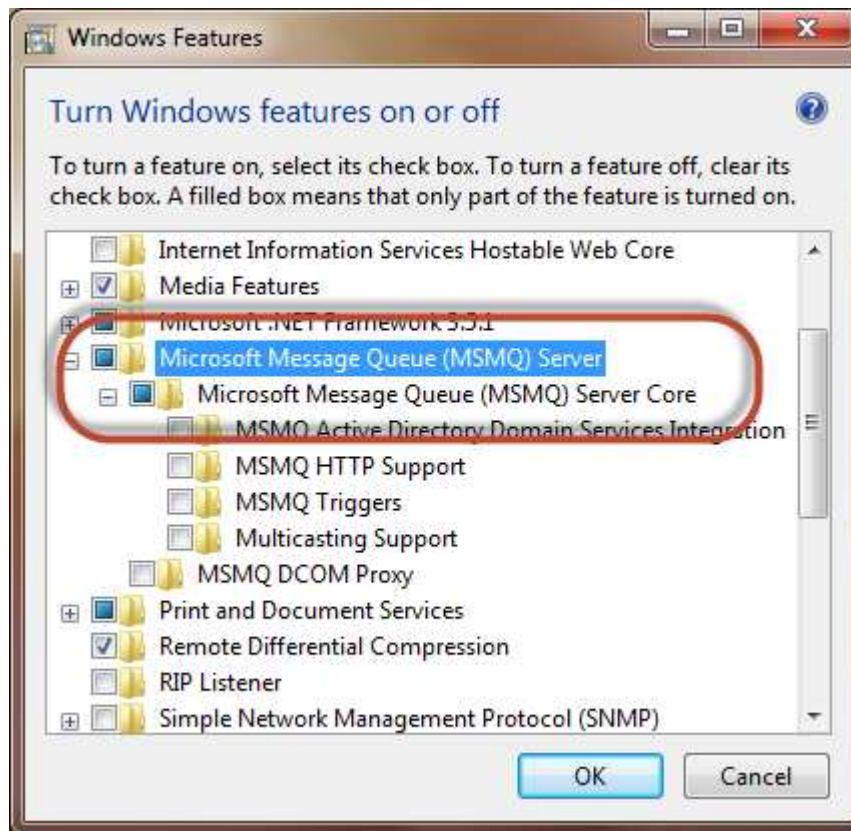 Windows Features
Turn Windows features on or off
To turn a feature on, select its check box. To turn a feature off, clear its
check box. A filled box means that only part of the feature is turned on.
Internet Information Services Hostable Web Core
Media Features
Microsoft .NET Framework 3.5.1
Microsoft Message Queue (MSMQ) Server
Microsoft Message Queue (MSMQ) Server Core
MSMQ Active Directory Domain Services Integration
MSMQ HTTP Support
MSMQ Triggers
Multicasting Support
MSMQ DCOM Proxy
Print and Document Services
Remote Differential Compression
RIP Listener
Simple Network Management Protocol (SNMP)
OK Cancel